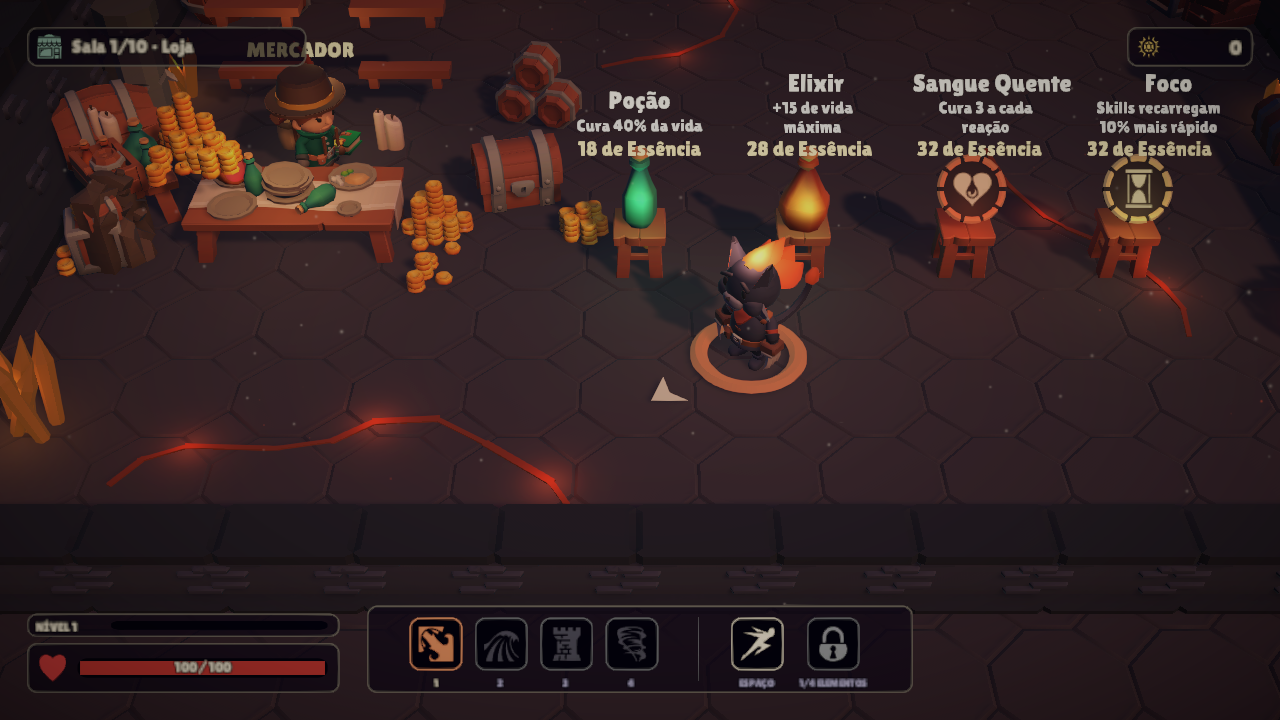 Sala 1/10 · Loja
MERCADOR
0
Poção
Cura 40% da vida
18 de Essência
Elixir
+15 de vida
máxima
28 de Essência
Sangue Quente
Cura 3 a cada
reação
32 de Essência
Foco
Skills recarregam
10% mais rápido
32 de Essência
NÍVEL 1
100/100
1
2
3
4
ESPAÇO
1/4 ELEMENTOS